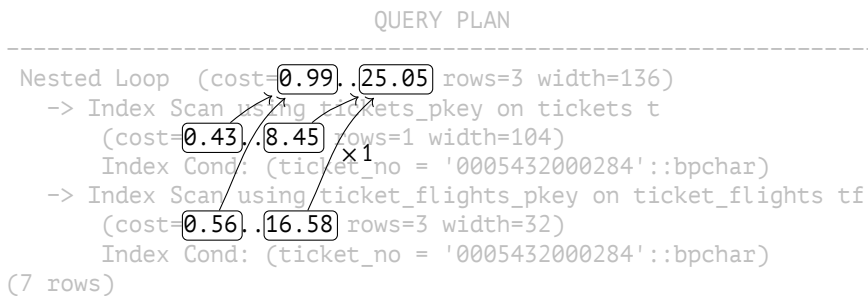 QUERY PLAN
−−−−−−−−−−−−−−−−−−−−−−−−−−−−−−−−−−−−−−−−−−−−−−−−−−−−−−−−−−−−−−−
Nested Loop  (cost=0.99..25.05 rows=3 width=136)
−> Index Scan using tickets_pkey on tickets t
(cost=0.43..8.45 rows=1 width=104)
×1
Index Cond: (ticket_no = '0005432000284'::bpchar)
−> Index Scan using ticket_flights_pkey on ticket_flights tf
(cost=0.56..16.58 rows=3 width=32)
Index Cond: (ticket_no = '0005432000284'::bpchar)
(7 rows)